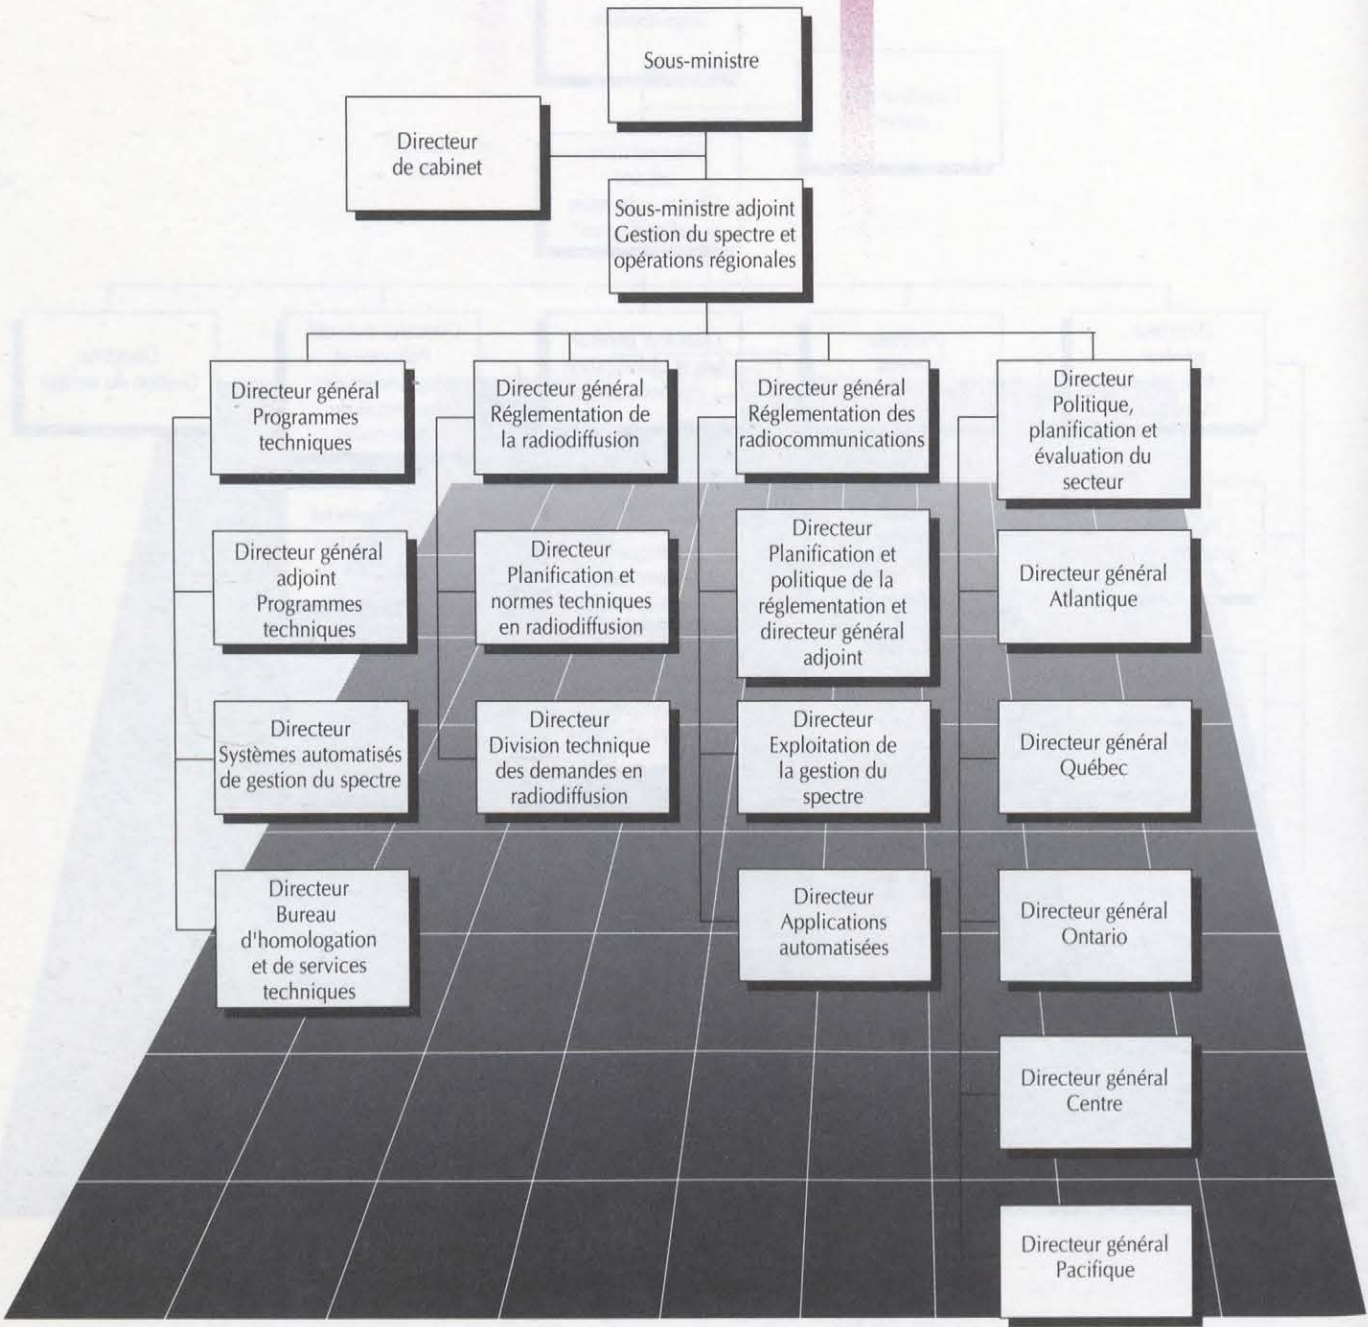 Sous-ministre
Directeur
de cabinet
Sous-ministre adjoint
Gestion du spectre et
opérations régionales
Directeur général
Programmes
techniques
Directeur général
adjoint
Programmes
techniques
Directeur
Systèmes automatisés
de gestion du spectre
Directeur
Bureau
d'homologation
et de services
techniques
Directeur général
Réglementation de
la radiodiffusion
Directeur
Planification et
normes techniques
en radiodiffusion
Directeur
Division technique
des demandes en
radiodiffusion
Directeur général
Réglementation des
radiocommunications
Directeur
Planification et
politique de la
réglementation et
directeur général
adjoint
Directeur
Exploitation de
la gestion du
spectre
Directeur
Applications
automatisées
Directeur
Politique,
planification et
évaluation du
secteur
Directeur général
Atlantique
Directeur général
Québec
Directeur général
Ontario
Directeur général
Centre
Directeur général
Pacifique